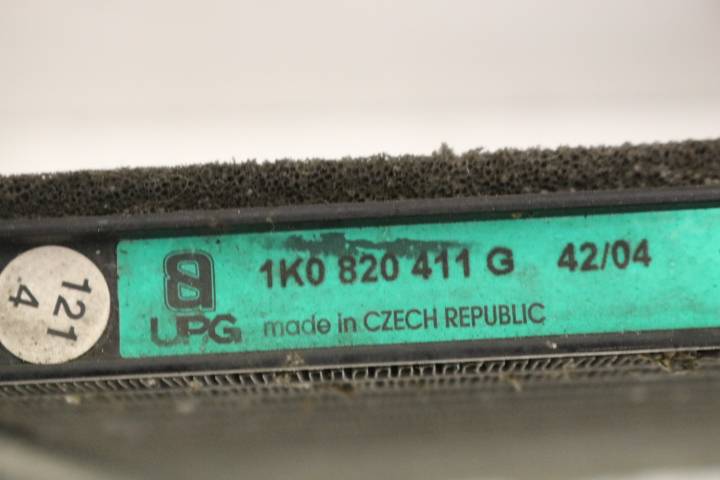 121
4
1K0 820 411 G 42/04
UPG made in CZECH REPUBLIC